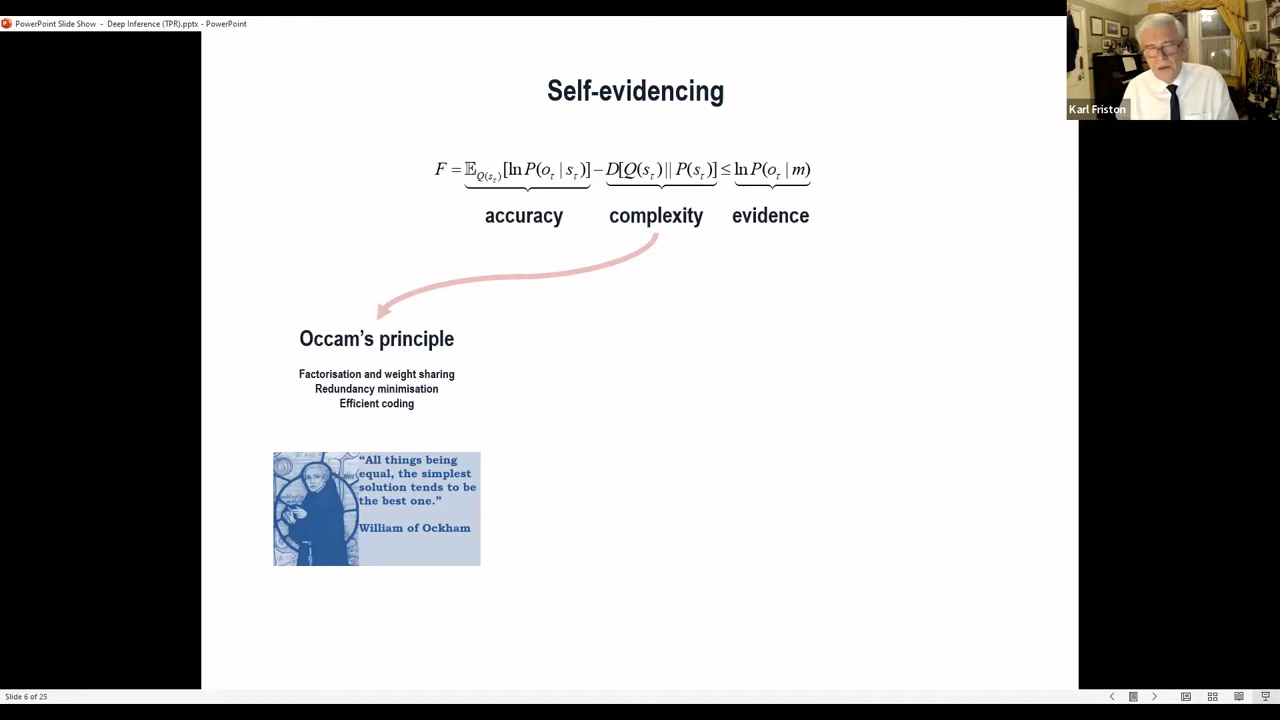 PowerPoint Slide Show - Deep Inference (TPR).pptx - PowerPoint
Karl Friston
Self-evidencing
F = 𝔼_{Q(s_τ)}[ln P(o_τ | s_τ)] − D[Q(s_τ) || P(s_τ)] ≤ ln P(o_τ | m)
accuracy complexity evidence
Occam’s principle
Factorisation and weight sharing
Redundancy minimisation
Efficient coding
“All things being
equal, the simplest
solution tends to be
the best one.”
William of Ockham
Slide 6 of 25